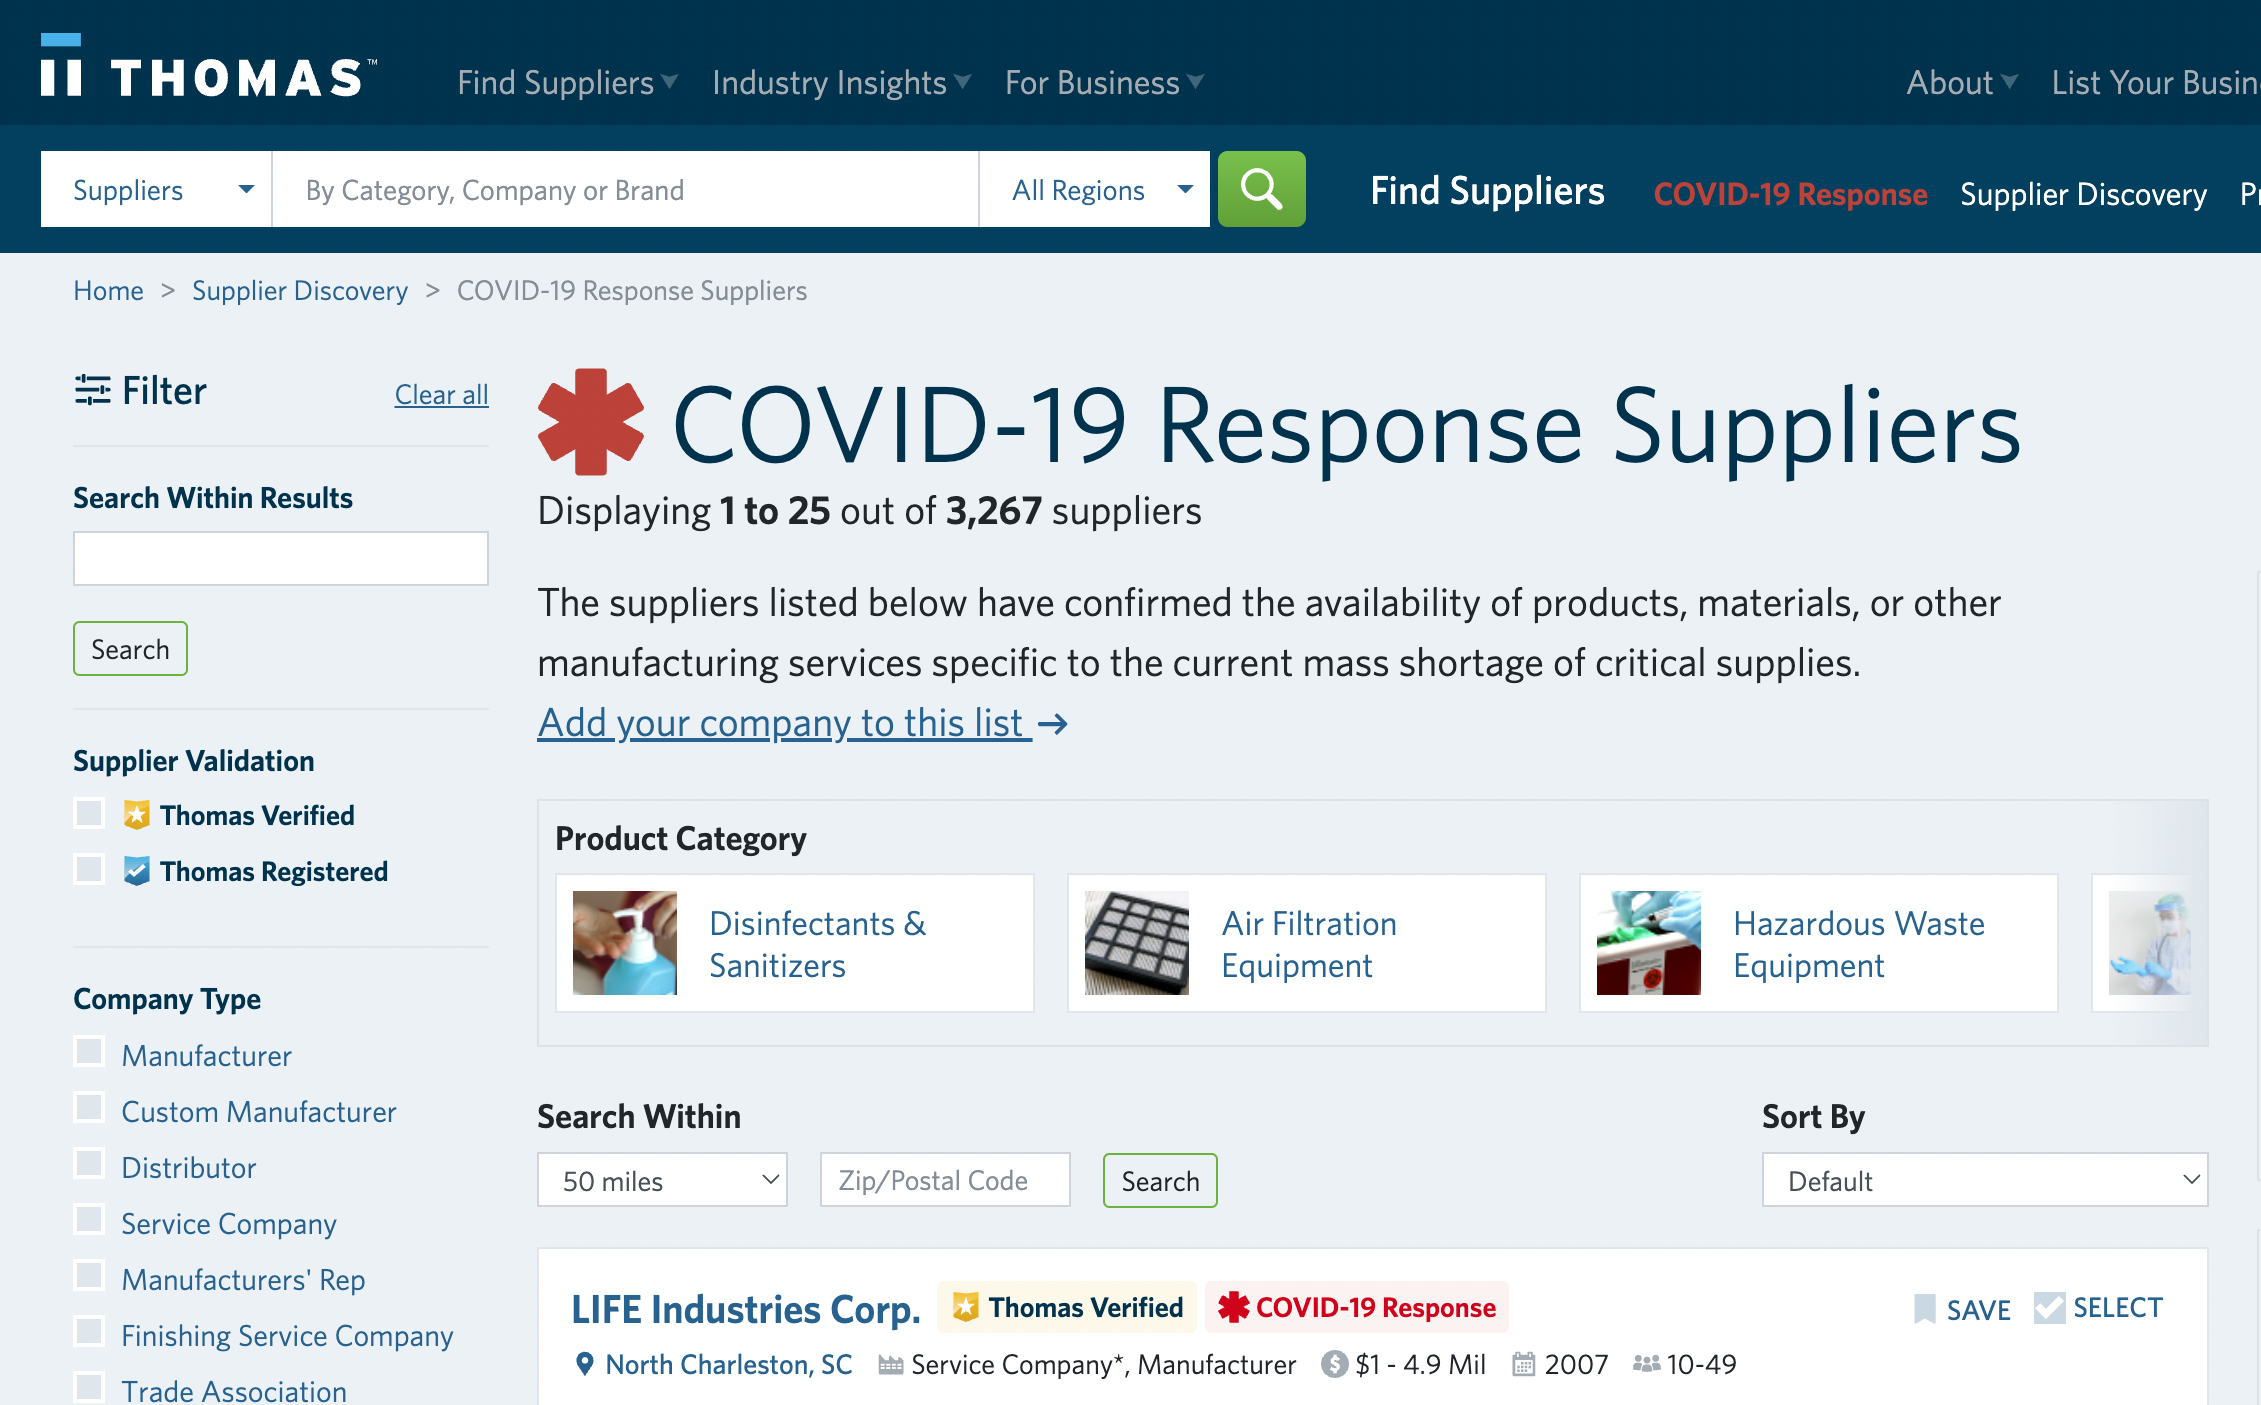 THOMAS™
Find Suppliers
Industry Insights
For Business
About
List Your
Suppliers
By Category, Company or Brand
All Regions
Find Suppliers
COVID-19 Response
Supplier Discovery
Home > Supplier Discovery > COVID-19 Response Suppliers
Filter
Clear all
Search Within Results
Search
Supplier Validation
Thomas Verified
Thomas Registered
Company Type
Manufacturer
Custom Manufacturer
Distributor
Service Company
Manufacturers' Rep
Finishing Service Company
Trade Association
COVID-19 Response Suppliers
Displaying 1 to 25 out of 3,267 suppliers
The suppliers listed below have confirmed the availability of products, materials, or other
manufacturing services specific to the current mass shortage of critical supplies.
Add your company to this list →
Product Category
Disinfectants &
Sanitizers
Air Filtration
Equipment
Hazardous Waste
Equipment
Search Within
50 miles
Zip/Postal Code
Search
Sort By
Default
LIFE Industries Corp.
Thomas Verified
COVID-19 Response
SAVE
SELECT
North Charleston, SC
Service Company*, Manufacturer
$1 - 4.9 Mil
2007
10-49